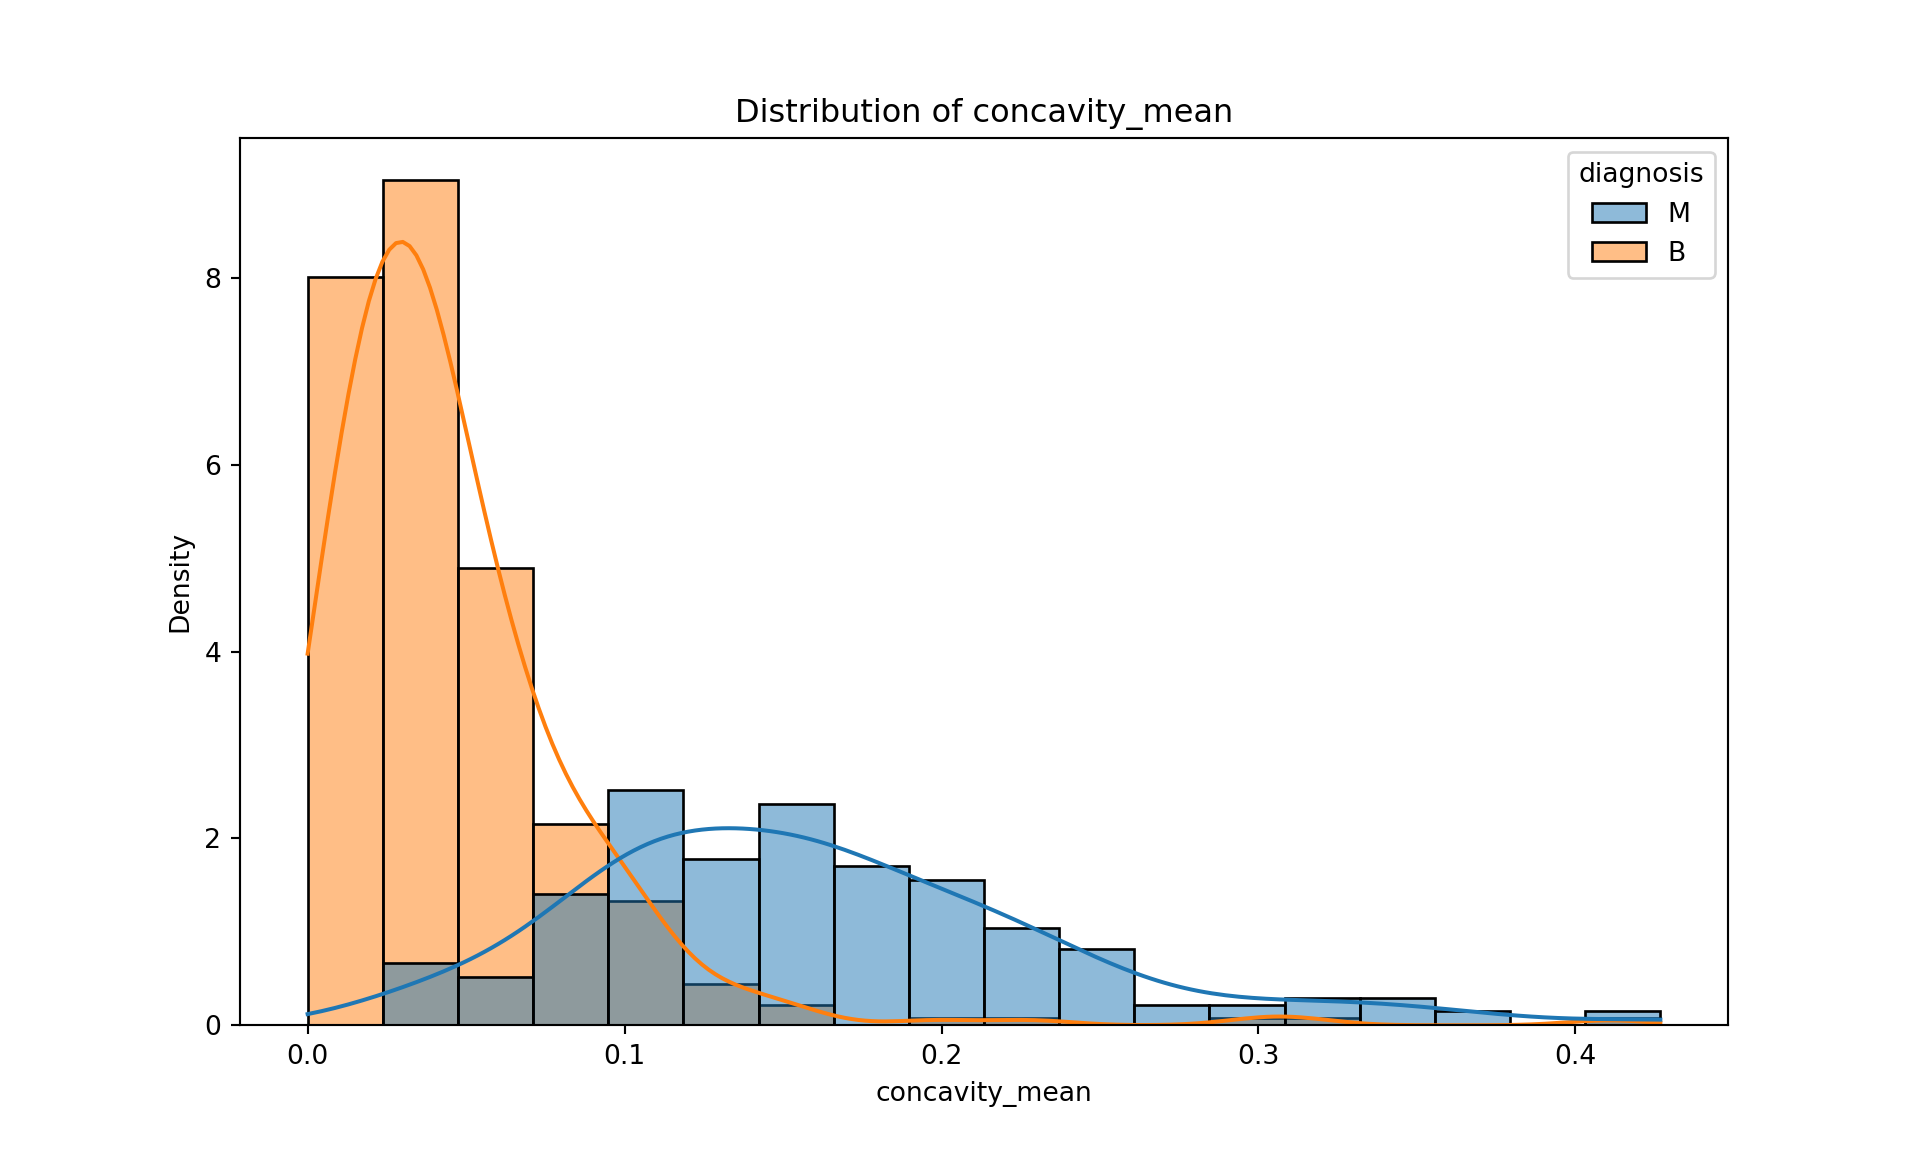 Distribution of concavity_mean
diagnosis
M
B
Density
8
6
4
2
0
0.0 0.1 0.2 0.3 0.4
concavity_mean